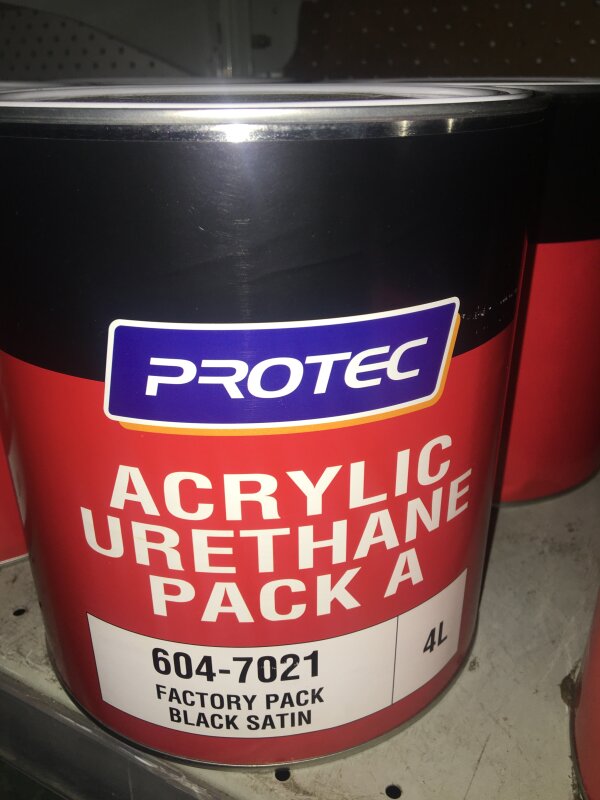 PROTEC
ACRYLIC
URETHANE
PACK A
604-7021
FACTORY PACK
BLACK SATIN
4L